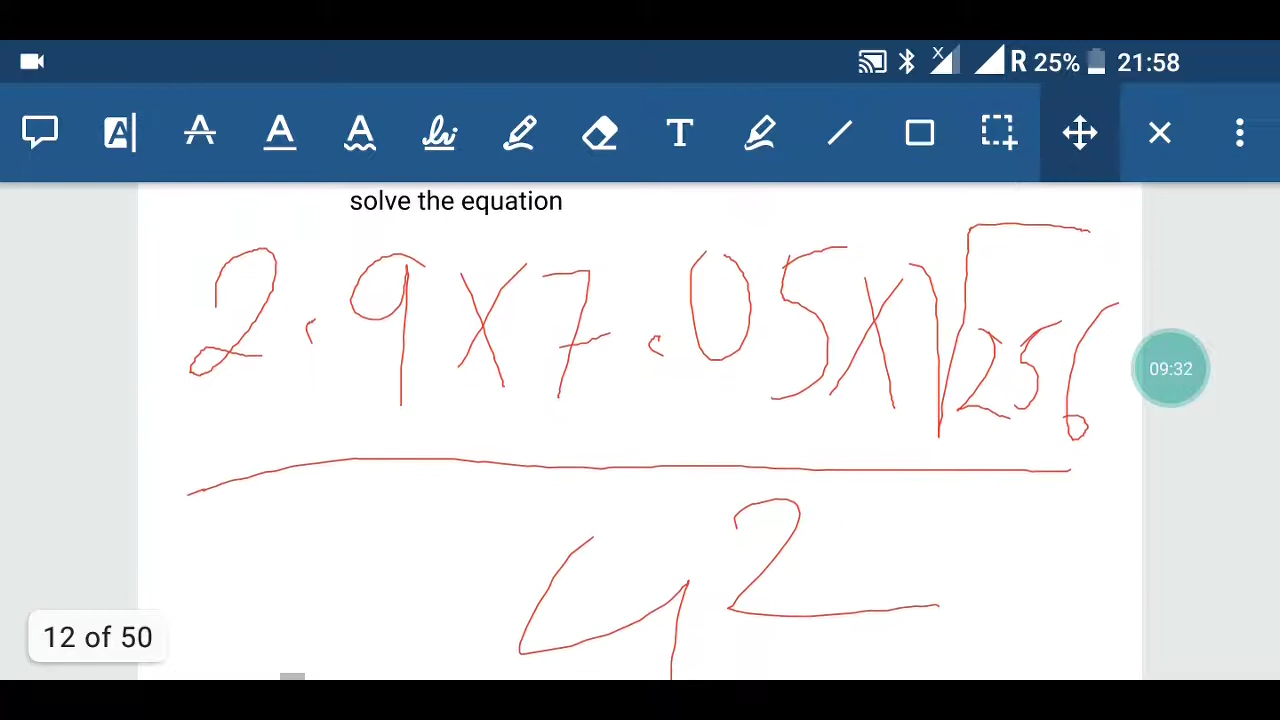 R 25% 21:58
solve the equation
2.9 X 7.05 X √256
09:32
4²
12 of 50